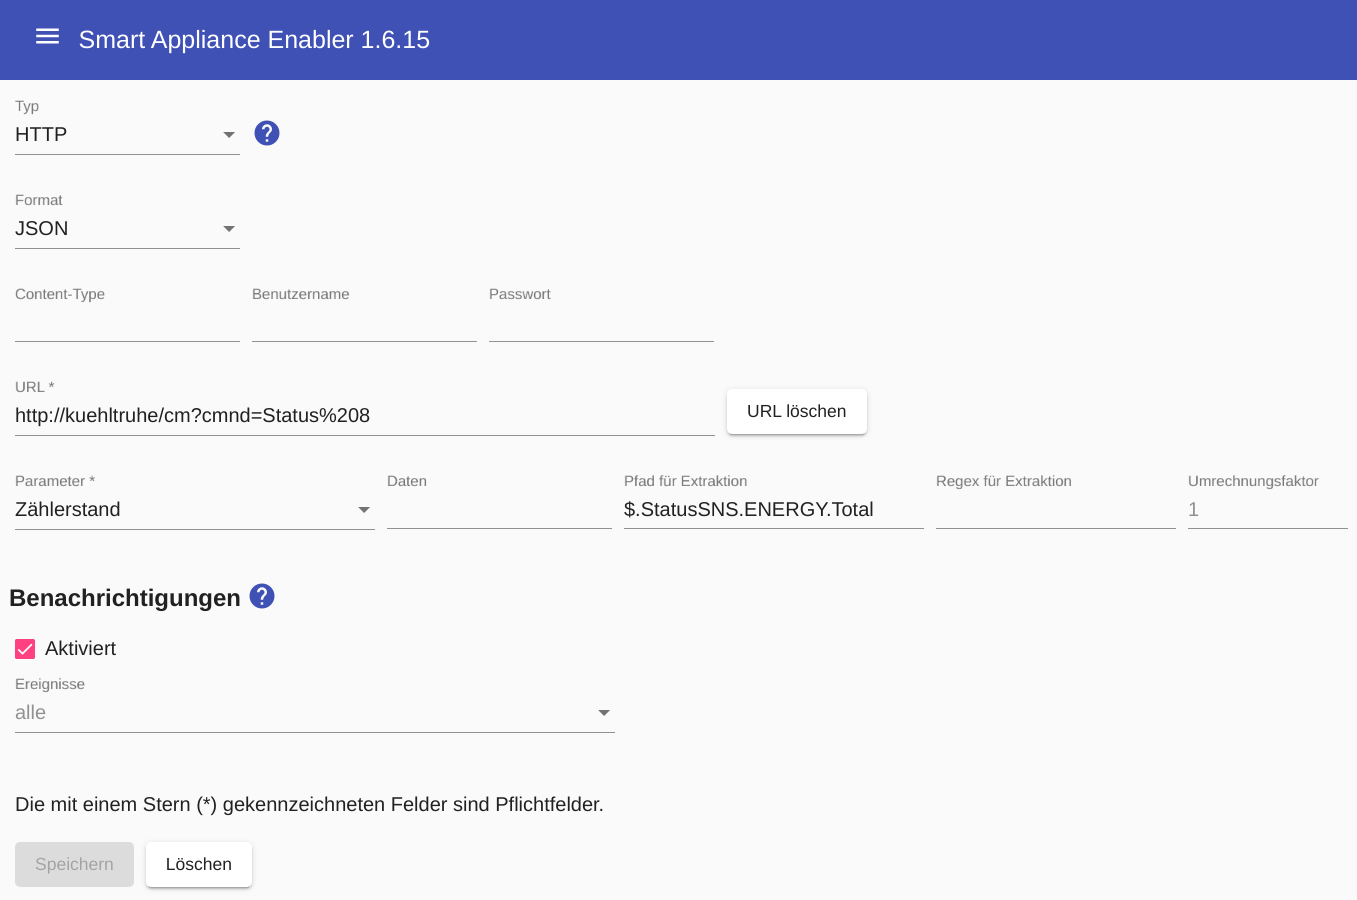 Smart Appliance Enabler 1.6.15
Typ
HTTP
?
Format
JSON
Content-Type Benutzername Passwort
URL *
http://kuehltruhe/cm?cmnd=Status%208
URL löschen
Parameter * Daten Pfad für Extraktion Regex für Extraktion Umrechnungsfaktor
Zählerstand $.StatusSNS.ENERGY.Total 1
Benachrichtigungen ?
Aktiviert
Ereignisse
alle
Die mit einem Stern (*) gekennzeichneten Felder sind Pflichtfelder.
Speichern Löschen